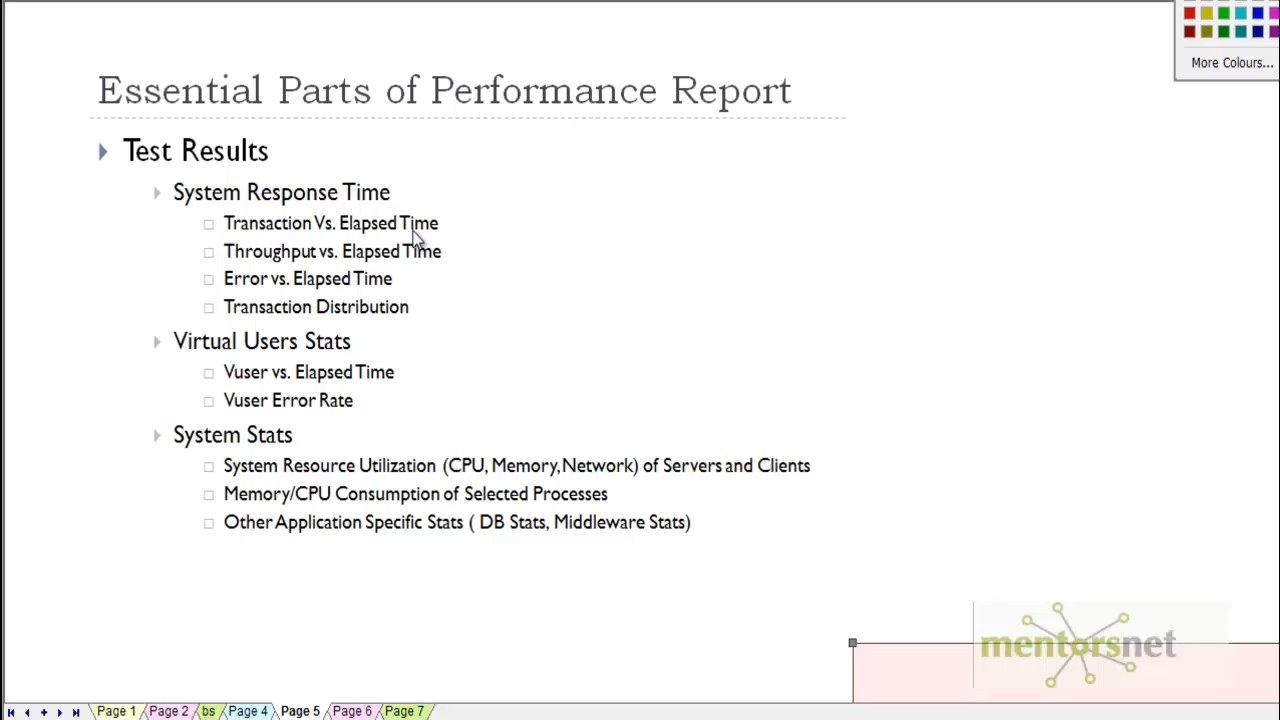 More Colours...
Essential Parts of Performance Report
Test Results
System Response Time
Transaction Vs. Elapsed Time
Throughput vs. Elapsed Time
Error vs. Elapsed Time
Transaction Distribution
Virtual Users Stats
Vuser vs. Elapsed Time
Vuser Error Rate
System Stats
System Resource Utilization (CPU, Memory, Network) of Servers and Clients
Memory/CPU Consumption of Selected Processes
Other Application Specific Stats ( DB Stats, Middleware Stats)
mentorsnet
Page 1 Page 2 bs Page 4 Page 5 Page 6 Page 7